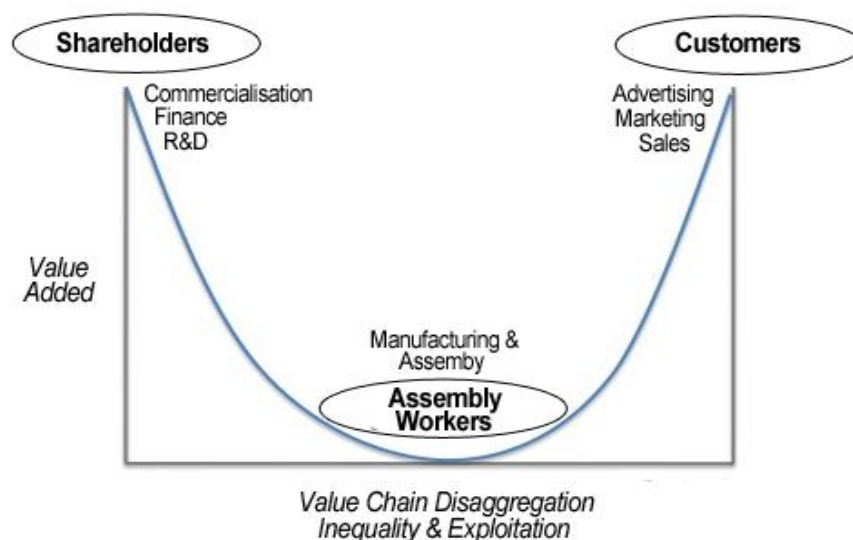 Shareholders
Customers
Commercialisation
Finance
R&D
Advertising
Marketing
Sales
Value
Added
Manufacturing &
Assemby
Assembly
Workers
Value Chain Disaggregation
Inequality & Exploitation